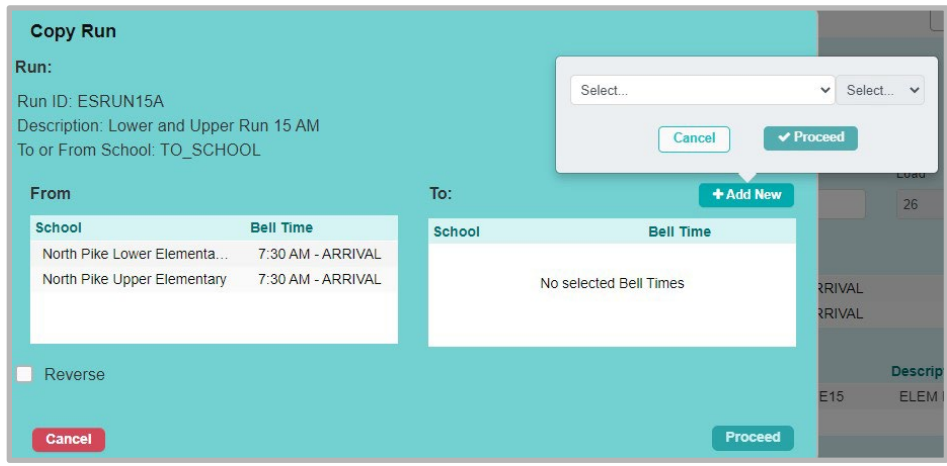 Copy Run
Run:
Run ID: ESRUN15A
Description: Lower and Upper Run 15 AM
To or From School: TO_SCHOOL
Select... Select...
Cancel Proceed
From To: + Add New
School Bell Time
North Pike Lower Elementa... 7:30 AM - ARRIVAL
North Pike Upper Elementary 7:30 AM - ARRIVAL
School Bell Time
No selected Bell Times
Reverse
Cancel Proceed
Load
26
RRIVAL
RRIVAL
Descrip
E15 ELEM